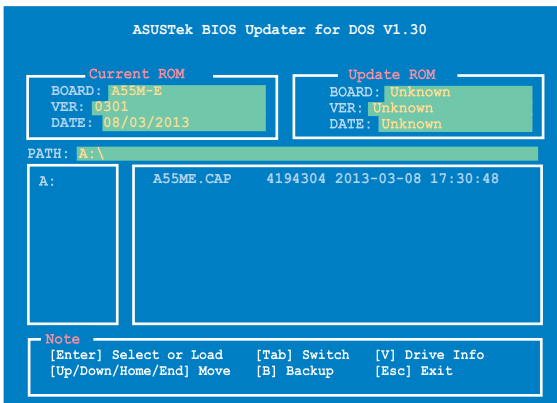 ASUSTek BIOS Updater for DOS V1.30
Current ROM
BOARD: A55M-E
VER: 0301
DATE: 08/03/2013
Update ROM
BOARD: Unknown
VER: Unknown
DATE: Unknown
PATH: A:\
A:
A55ME.CAP 4194304 2013-03-08 17:30:48
Note
[Enter] Select or Load [Tab] Switch [V] Drive Info
[Up/Down/Home/End] Move [B] Backup [Esc] Exit